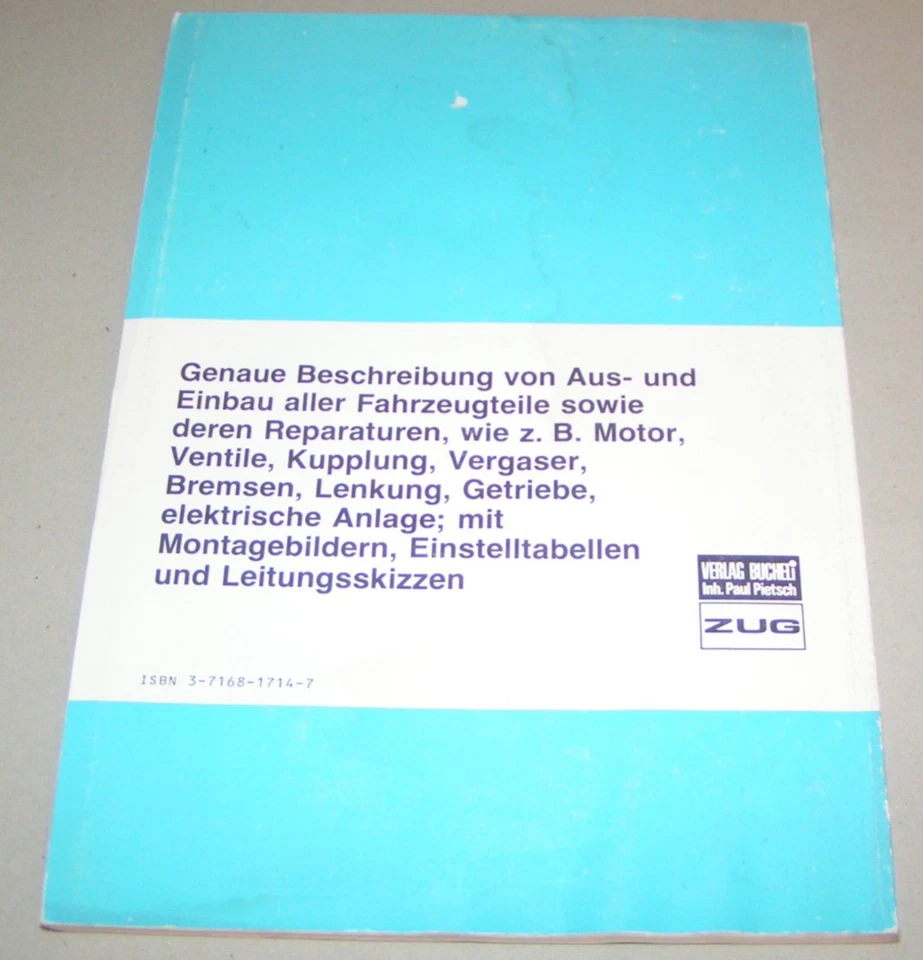 Genaue Beschreibung von Aus- und
Einbau aller Fahrzeugteile sowie
deren Reparaturen, wie z. B. Motor,
Ventile, Kupplung, Vergaser,
Bremsen, Lenkung, Getriebe,
elektrische Anlage; mit
Montagebildern, Einstelltabellen
und Leitungsskizzen
VERLAG BUCHELI
Inh. Paul Pietsch
ZUG
ISBN 3-7168-1714-7